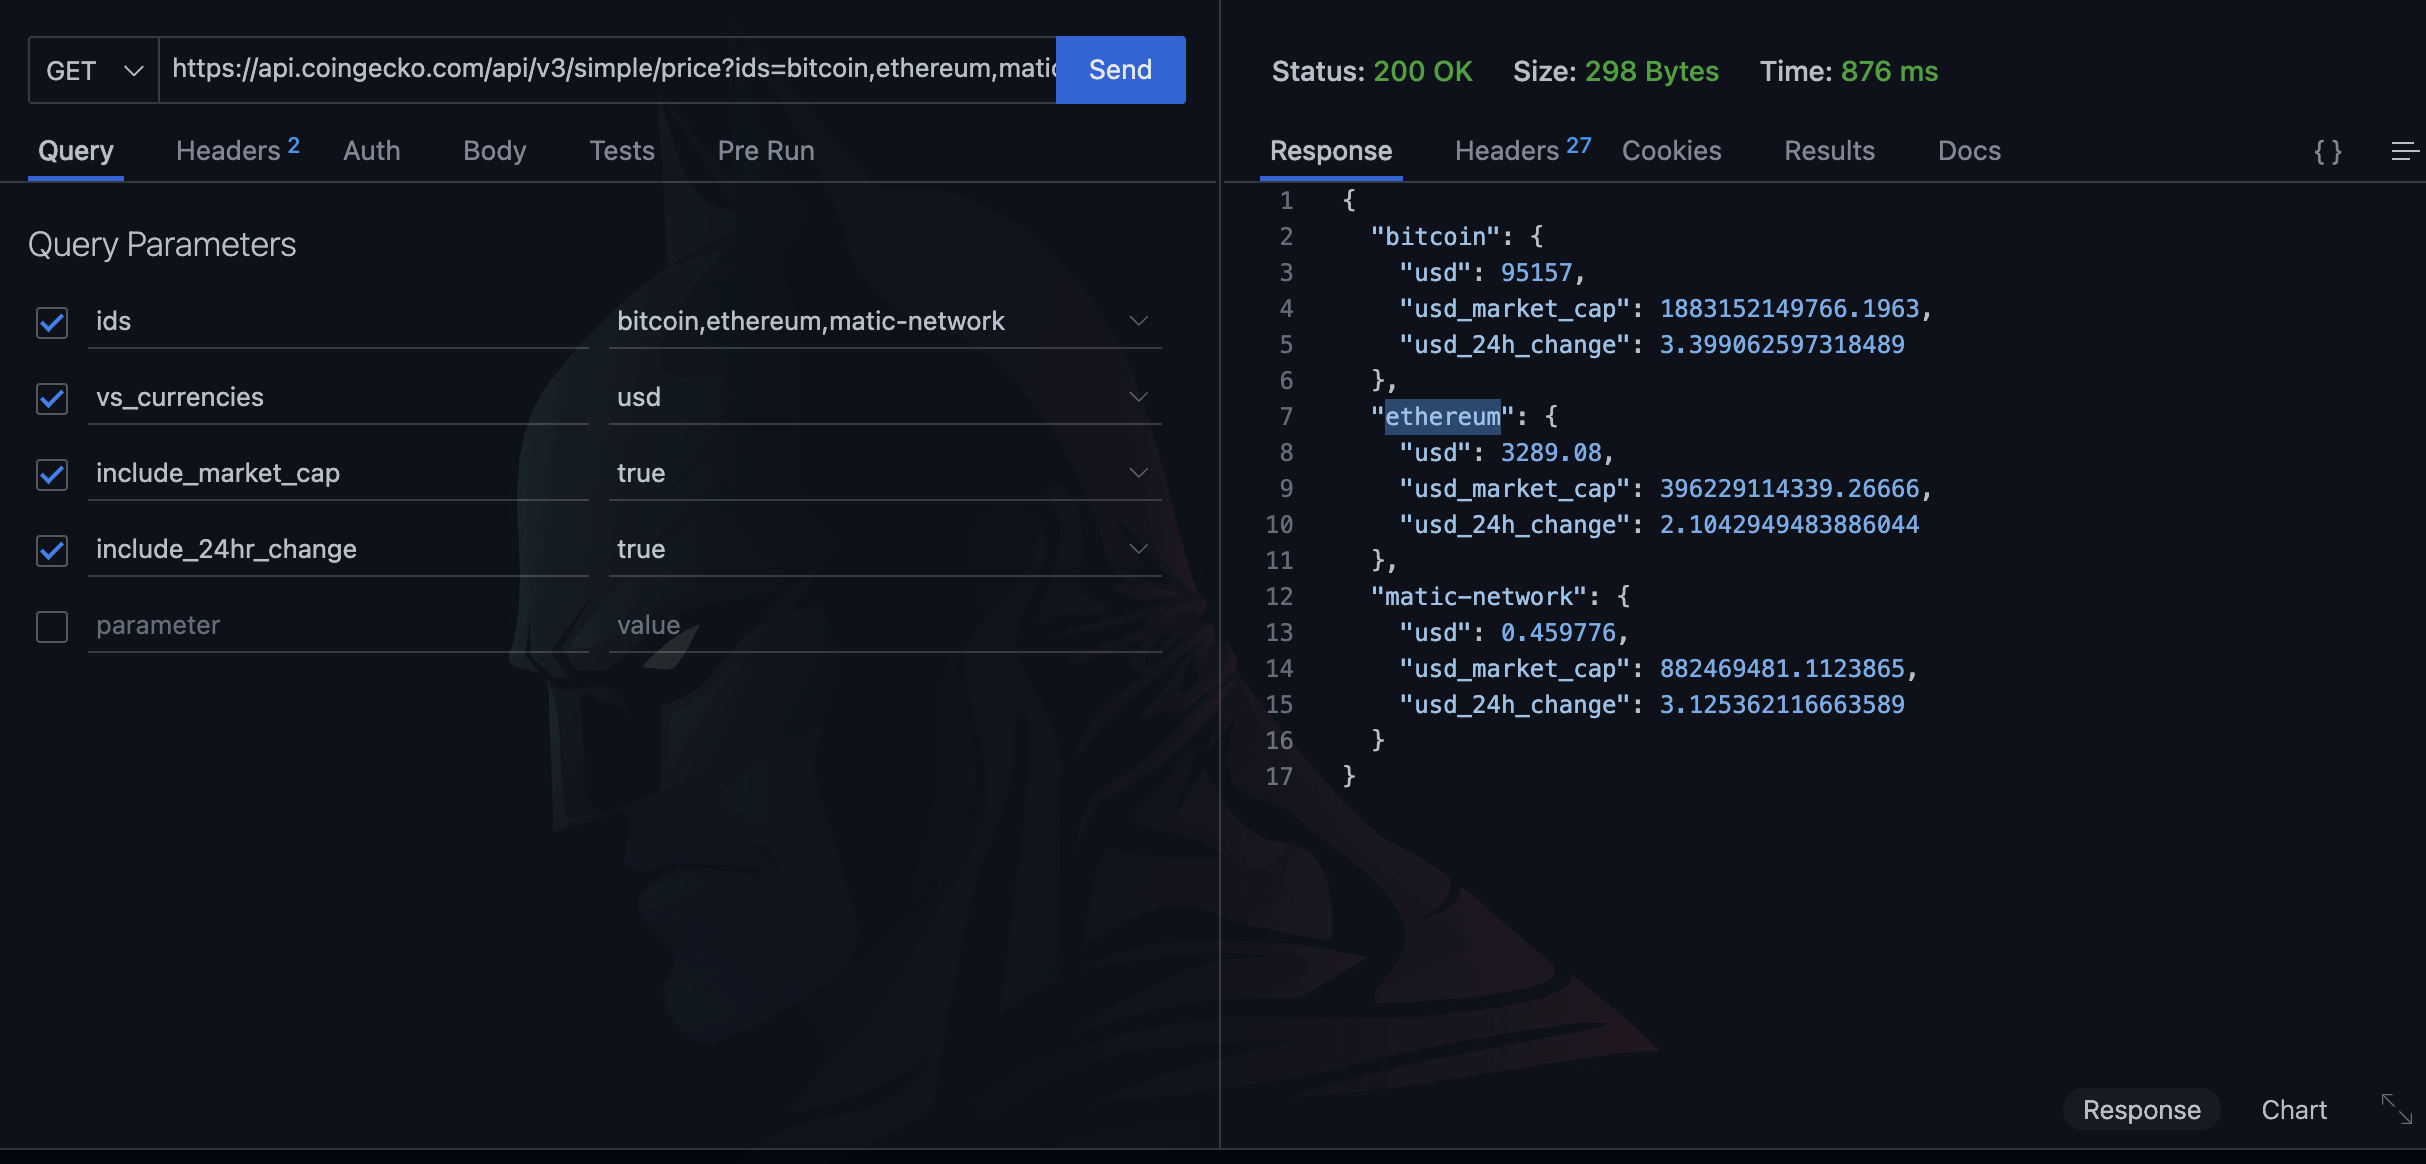 GET
https://api.coingecko.com/api/v3/simple/price?ids=bitcoin,ethereum,matic
Send
Query Headers 2 Auth Body Tests Pre Run
Query Parameters
ids bitcoin,ethereum,matic-network
vs_currencies usd
include_market_cap true
include_24hr_change true
parameter value
Status: 200 OK Size: 298 Bytes Time: 876 ms
Response Headers 27 Cookies Results Docs { }
1 {
2 "bitcoin": {
3 "usd": 95157,
4 "usd_market_cap": 1883152149766.1963,
5 "usd_24h_change": 3.399062597318489
6 },
7 "ethereum": {
8 "usd": 3289.08,
9 "usd_market_cap": 396229114339.26666,
10 "usd_24h_change": 2.1042949483886044
11 },
12 "matic-network": {
13 "usd": 0.459776,
14 "usd_market_cap": 882469481.1123865,
15 "usd_24h_change": 3.125362116663589
16 }
17 }
Response Chart